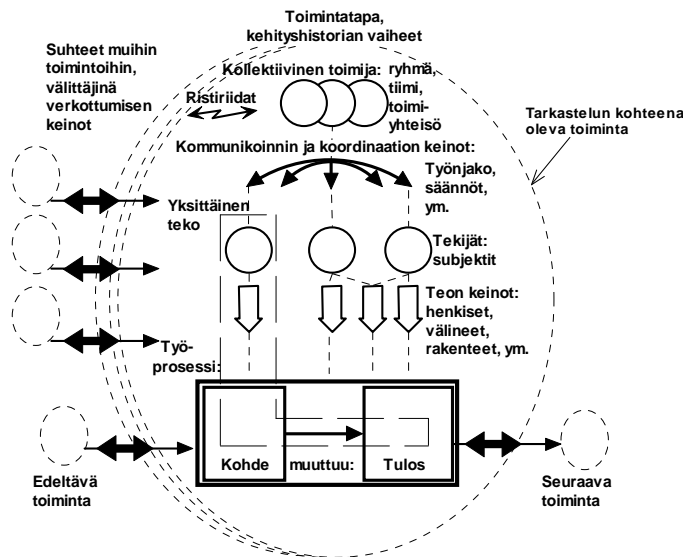 Toimintatapa,
kehityshistorian vaiheet
Suhteet muihin
toimintoihin,
välittäjinä
verkottumisen
keinot
Kollektiivinen toimija:
ryhmä,
tiimi,
toimi-
yhteisö
Ristiriidat
Tarkastelun kohteena
oleva toiminta
Kommunikoinnin ja koordinaation keinot:
Työnjako,
säännöt,
ym.
Yksittäinen
teko
Tekijät:
subjektit
Teon keinot:
henkiset,
välineet,
rakenteet, ym.
Työ-
prosessi:
Kohde
muuttuu:
Tulos
Edeltävä
toiminta
Seuraava
toiminta